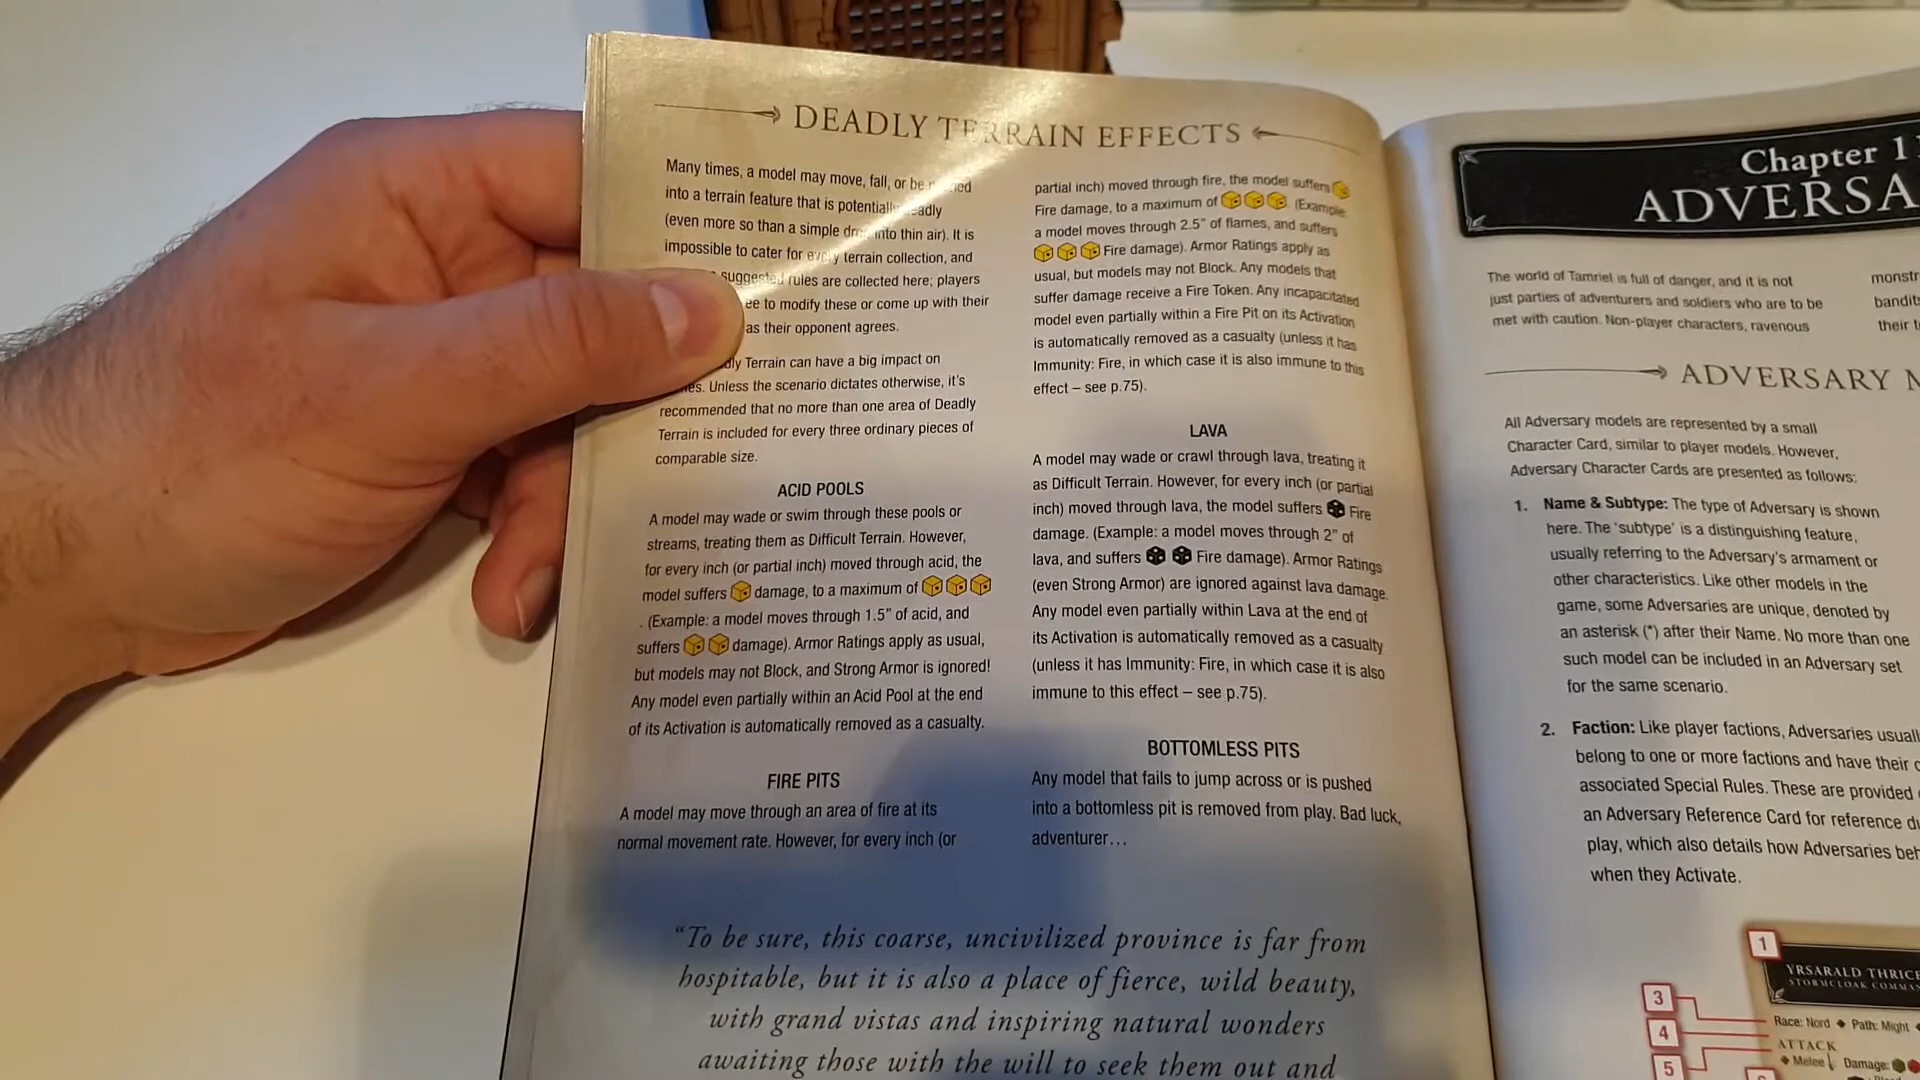 DEADLY TERRAIN EFFECTS
Many times, a model may move, fall, or be
into a terrain feature that is potentially deadly
(even more so than a simple drop into thin air). It is
impossible to cater for every terrain collection, and
suggested rules are collected here; players
to modify these or come up with their
as their opponent agrees.
Terrain can have a big impact on
Unless the scenario dictates otherwise, it's
recommended that no more than one area of Deadly
Terrain is included for every three ordinary pieces of
comparable size.
ACID POOLS
A model may wade or swim through these pools or
streams, treating them as Difficult Terrain. However,
for every inch (or partial inch) moved through acid, the
model suffers damage, to a maximum of
. (Example: a model moves through 1.5" of acid, and
suffers damage). Armor Ratings apply as usual,
but models may not Block, and Strong Armor is ignored!
Any model even partially within an Acid Pool at the end
of its Activation is automatically removed as a casualty.
FIRE PITS
A model may move through an area of fire at its
normal movement rate. However, for every inch (or
partial inch) moved through fire, the model suffers
Fire damage, to a maximum of (Example:
a model moves through 2.5" of flames, and suffers
Fire damage). Armor Ratings apply as
usual, but models may not Block. Any models that
suffer damage receive a Fire Token. Any incapacitated
model even partially within a Fire Pit on its Activation
is automatically removed as a casualty (unless it has
Immunity: Fire, in which case it is also immune to this
effect – see p.75).
LAVA
A model may wade or crawl through lava, treating it
as Difficult Terrain. However, for every inch (or partial
inch) moved through lava, the model suffers Fire
damage. (Example: a model moves through 2" of
lava, and suffers Fire damage). Armor Ratings
(even Strong Armor) are ignored against lava damage.
Any model even partially within Lava at the end of
its Activation is automatically removed as a casualty
(unless it has Immunity: Fire, in which case it is also
immune to this effect – see p.75).
BOTTOMLESS PITS
Any model that fails to jump across or is pushed
into a bottomless pit is removed from play. Bad luck,
adventurer…
"To be sure, this coarse, uncivilized province is far from
hospitable, but it is also a place of fierce, wild beauty,
with grand vistas and inspiring natural wonders
awaiting those with the will to seek them out and
Chapter 1
ADVERSA
The world of Tamriel is full of danger, and it is not
just parties of adventurers and soldiers who are to be
met with caution. Non-player characters, ravenous
monstr
bandits
their
ADVERSARY M
All Adversary models are represented by a small
Character Card, similar to player models. However,
Adversary Character Cards are presented as follows:
1. Name & Subtype: The type of Adversary is shown
here. The 'subtype' is a distinguishing feature,
usually referring to the Adversary's armament or
other characteristics. Like other models in the
game, some Adversaries are unique, denoted by
an asterisk (*) after their Name. No more than one
such model can be included in an Adversary set
for the same scenario.
2. Faction: Like player factions, Adversaries usuall
belong to one or more factions and have their
associated Special Rules. These are provided
an Adversary Reference Card for reference du
play, which also details how Adversaries beh
when they Activate.
1
YRSARALD THRICE
STORMCLOAK COMMA
3
Race: Nord ◆ Path: Might ◆
4
ATTACK
5
◆ Melee Damage: